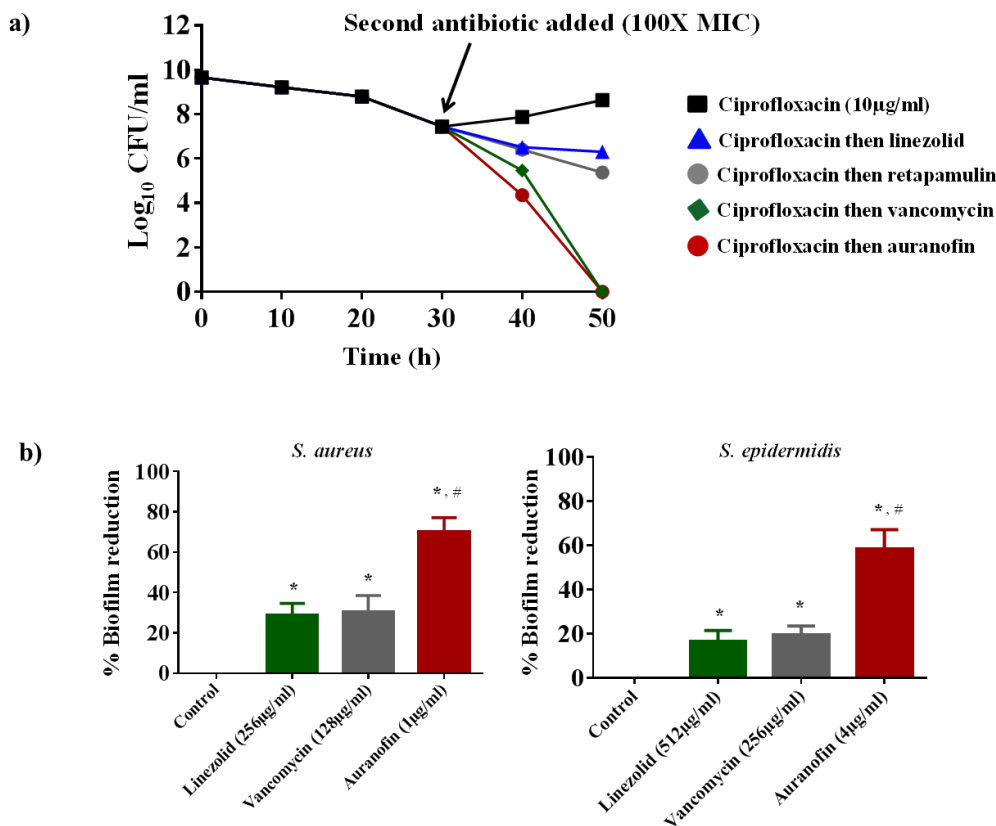 a)
Second antibiotic added (100X MIC)
Log10 CFU/ml
12
10
8
6
4
2
0
0 10 20 30 40 50
Time (h)
Ciprofloxacin (10µg/ml)
Ciprofloxacin then linezolid
Ciprofloxacin then retapamulin
Ciprofloxacin then vancomycin
Ciprofloxacin then auranofin
b)
S. aureus
% Biofilm reduction
100
80
60
40
20
0
*
*
*, #
Control
Linezolid (256µg/ml)
Vancomycin (128µg/ml)
Auranofin (1µg/ml)
S. epidermidis
% Biofilm reduction
100
80
60
40
20
0
*
*
*, #
Control
Linezolid (512µg/ml)
Vancomycin (256µg/ml)
Auranofin (4µg/ml)